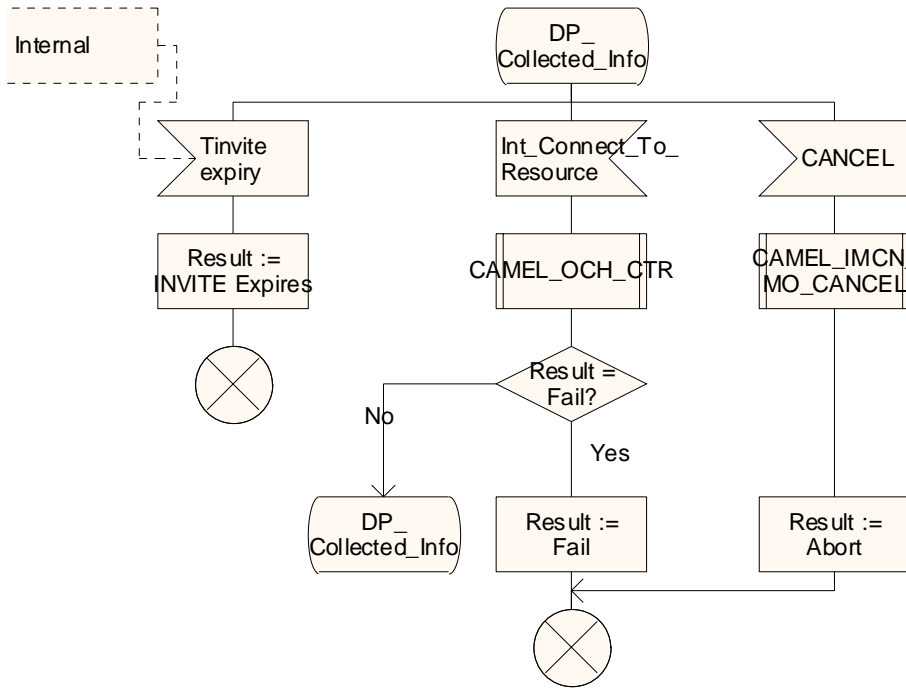 Internal
DP_
Collected_Info
Tinvite
expiry
Int_Connect_To_
Resource
CANCEL
Result :=
INVITE Expires
CAMEL_OCH_CTR
CAMEL_IMCN_
MO_CANCEL
Result =
Fail?
No
Yes
DP_
Collected_Info
Result :=
Fail
Result :=
Abort